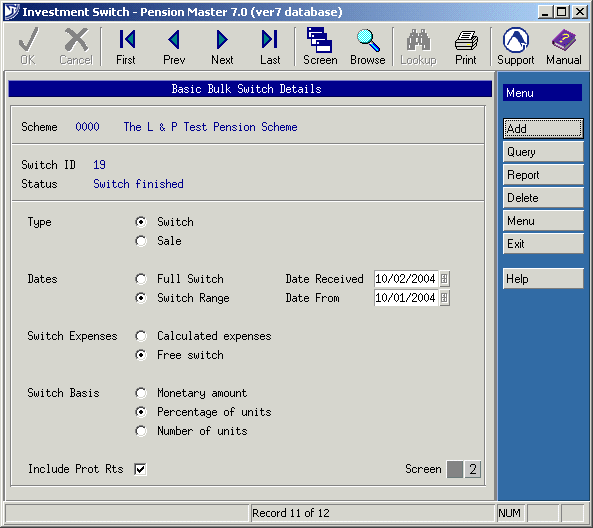 Investment Switch - Pension Master 7.0 (ver7 database)
OK Cancel First Prev Next Last Screen Browse Lookup Print Support Manual
Basic Bulk Switch Details
Menu
Scheme 0000 The L & P Test Pension Scheme
Add
Query
Report
Delete
Menu
Exit
Help
Switch ID 19
Status Switch finished
Type Switch
Sale
Dates Full Switch Date Received 10/02/2004
Switch Range Date From 10/01/2004
Switch Expenses Calculated expenses
Free switch
Switch Basis Monetary amount
Percentage of units
Number of units
Include Prot Rts Screen 2
Record 11 of 12 NUM